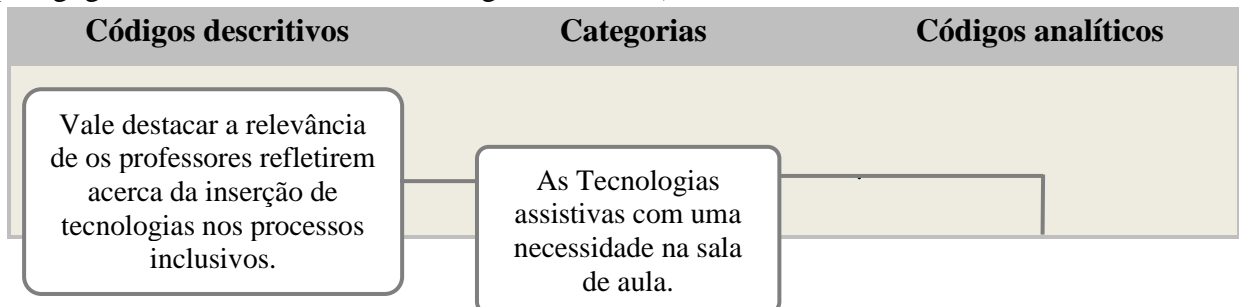 Códigos descritivos Categorias Códigos analíticos
Vale destacar a relevância
de os professores refletirem
acerca da inserção de
tecnologias nos processos
inclusivos.
As Tecnologias
assistivas com uma
necessidade na sala
de aula.